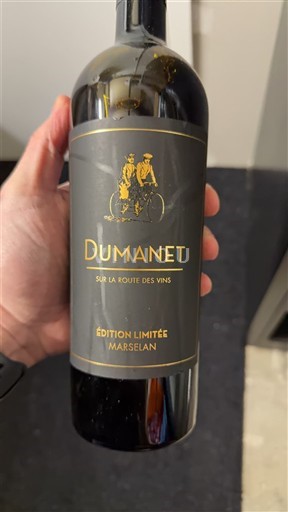 DUMANET
SUR LA ROUTE DES VINS
ÉDITION LIMITÉE
MARSELAN